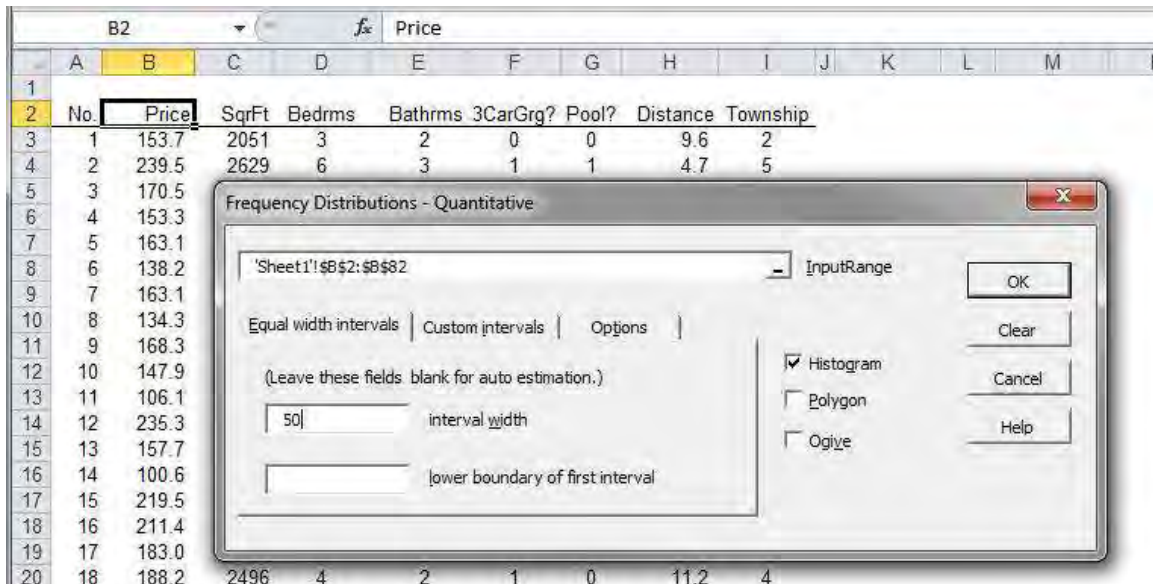 B2 fx Price
A B C D E F G H I J K L M
1
2 No. Price SqrFt Bedrms Bathrms 3CarGrg? Pool? Distance Township
3 1 153.7 2051 3 2 0 0 9.6 2
4 2 239.5 2629 6 3 1 1 4.7 5
5 3 170.5
6 4 153.3
7 5 163.1
8 6 138.2
9 7 163.1
10 8 134.3
11 9 168.3
12 10 147.9
13 11 106.1
14 12 235.3
15 13 157.7
16 14 100.6
17 15 219.5
18 16 211.4
19 17 183.0
20 18 188.2 2496 4 2 1 0 11.2 4
Frequency Distributions - Quantitative
'Sheet1'!$B$2:$B$82 InputRange
OK
Equal width intervals Custom intervals Options
Clear
Histogram
(Leave these fields blank for auto estimation.)
Cancel
Polygon
50 interval width
Help
Ogive
lower boundary of first interval